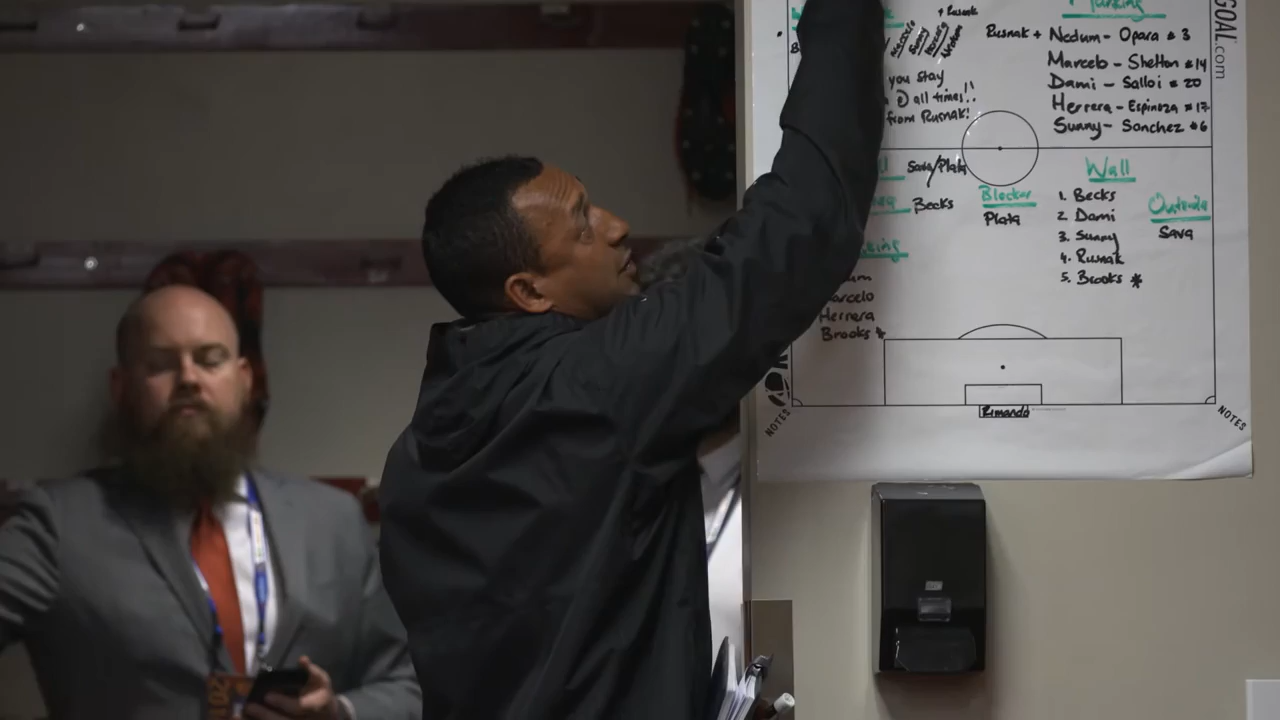 + Rusnak
GOAL.com
Marking
Rusnak + Nedum - Opara #3
Marcelo - Shelton #14
Dami - Salloi #20
Herrera - Espinoza #17
Sunny - Sanchez #6
you stay
@ all times!!
from Rusnak!
Sava/Plata
Becks
Blocker
Plata
Wall
1. Becks
2. Dami
3. Sunny
4. Rusnak
5. Brooks *
Outside
Sava
Herrera
Brooks *
Rimando
NOTES
NOTES